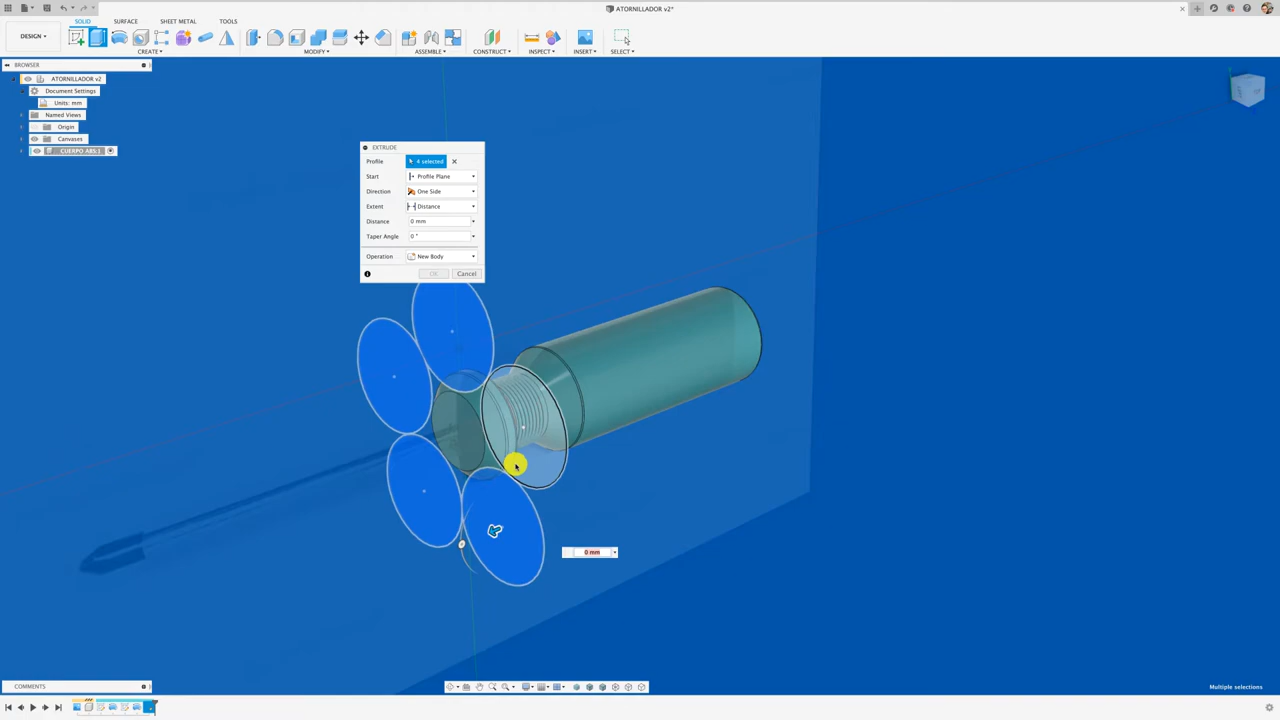 ATORNILLADOR v2*
DESIGN
SOLID SURFACE SHEET METAL TOOLS
CREATE MODIFY ASSEMBLE CONSTRUCT INSPECT INSERT SELECT
BROWSER
ATORNILLADOR v2
Document Settings
Units: mm
Named Views
Origin
Canvases
CUERPO ABS:1
EXTRUDE
Profile 4 selected
Start Profile Plane
Direction One Side
Extent Distance
Distance 0 mm
Taper Angle 0 °
Operation New Body
OK Cancel
0 mm
COMMENTS
Multiple selections